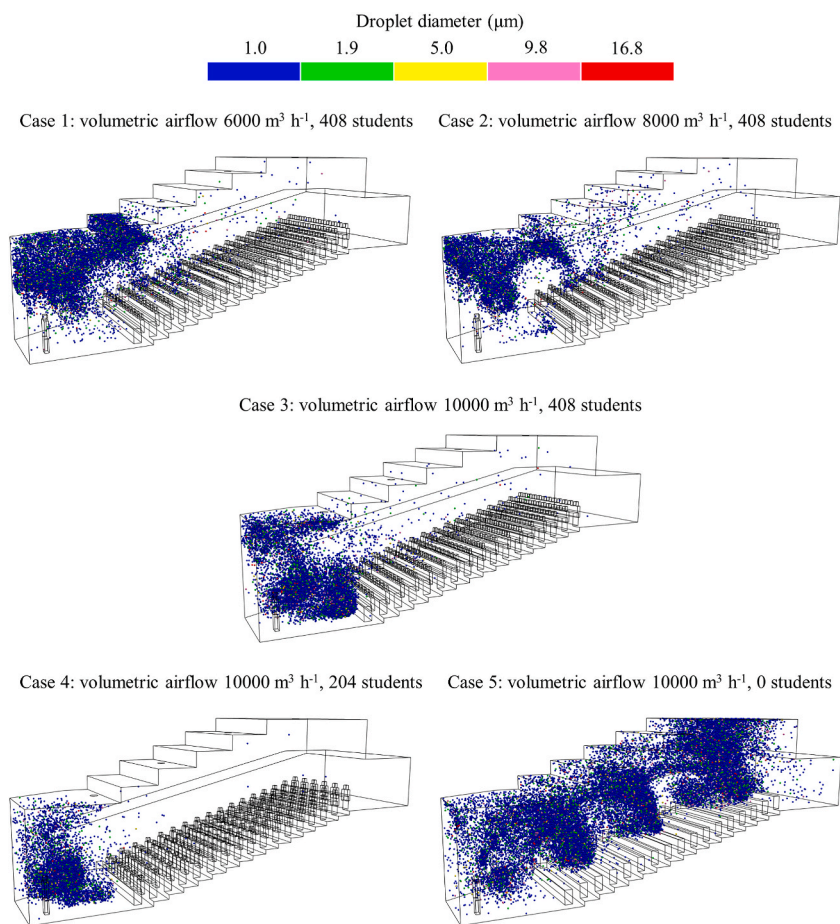 Droplet diameter (μm)
1.0 1.9 5.0 9.8 16.8
Case 1: volumetric airflow 6000 m³ h⁻¹, 408 students
Case 2: volumetric airflow 8000 m³ h⁻¹, 408 students
Case 3: volumetric airflow 10000 m³ h⁻¹, 408 students
Case 4: volumetric airflow 10000 m³ h⁻¹, 204 students
Case 5: volumetric airflow 10000 m³ h⁻¹, 0 students